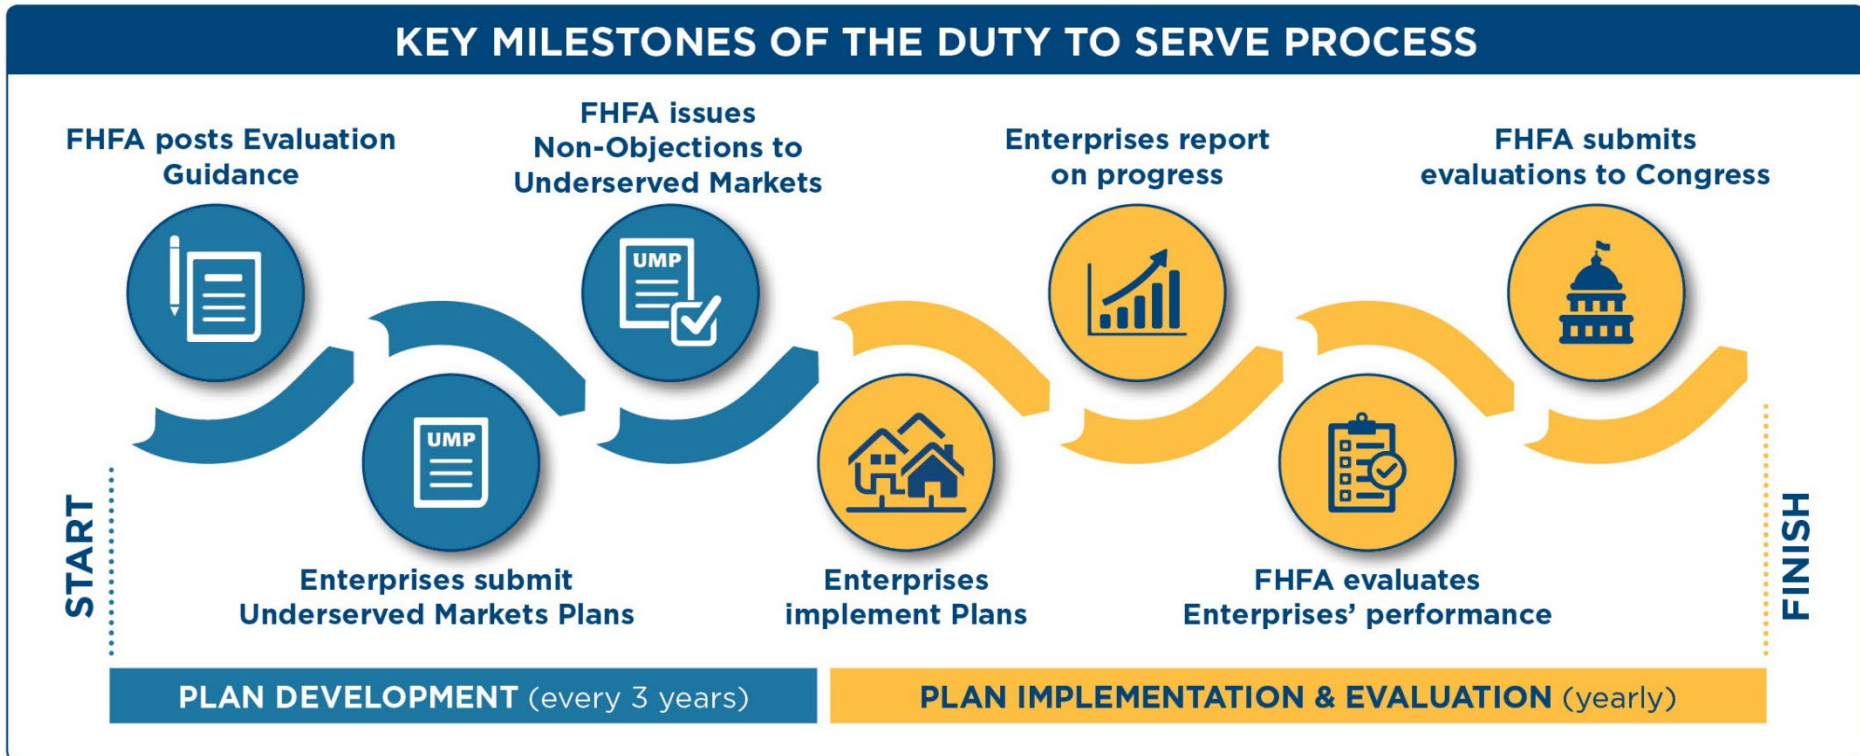 KEY MILESTONES OF THE DUTY TO SERVE PROCESS
FHFA posts Evaluation
Guidance
FHFA issues
Non-Objections to
Underserved Markets
Enterprises report
on progress
FHFA submits
evaluations to Congress
UMP
UMP
START
Enterprises submit
Underserved Markets Plans
Enterprises
implement Plans
FHFA evaluates
Enterprises’ performance
FINISH
PLAN DEVELOPMENT (every 3 years)
PLAN IMPLEMENTATION & EVALUATION (yearly)